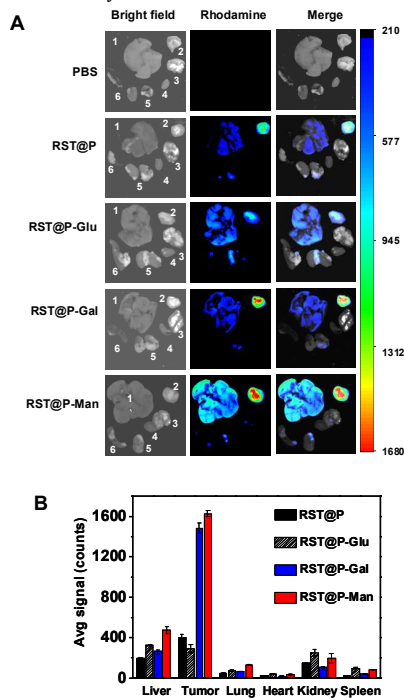 A
Bright field Rhodamine Merge
PBS
1
2
3
4
5
6
RST@P
1
2
3
4
5
6
RST@P-Glu
1
2
3
4
5
6
RST@P-Gal
1
2
3
4
5
6
RST@P-Man
1
2
3
4
5
6
210
577
945
1312
1680
B
Avg signal (counts)
1600
1200
800
400
0
RST@P
RST@P-Glu
RST@P-Gal
RST@P-Man
Liver Tumor Lung Heart Kidney Spleen